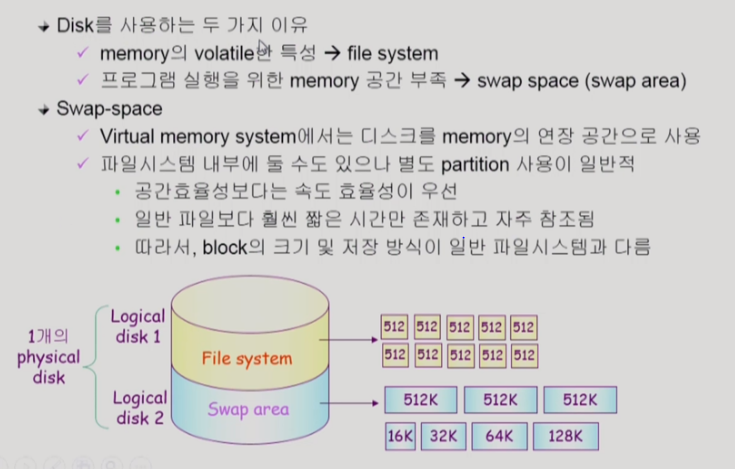 Disk를 사용하는 두 가지 이유
memory의 volatile한 특성 → file system
프로그램 실행을 위한 memory 공간 부족 → swap space (swap area)
Swap-space
Virtual memory system에서는 디스크를 memory의 연장 공간으로 사용
파일시스템 내부에 둘 수도 있으나 별도 partition 사용이 일반적
공간효율성보다는 속도 효율성이 우선
일반 파일보다 훨씬 짧은 시간만 존재하고 자주 참조됨
따라서, block의 크기 및 저장 방식이 일반 파일시스템과 다름
1개의
physical
disk
Logical
disk 1
File system
512 512 512 512 512
512 512 512 512 512
Logical
disk 2
Swap area
512K 512K 512K
16K 32K 64K 128K